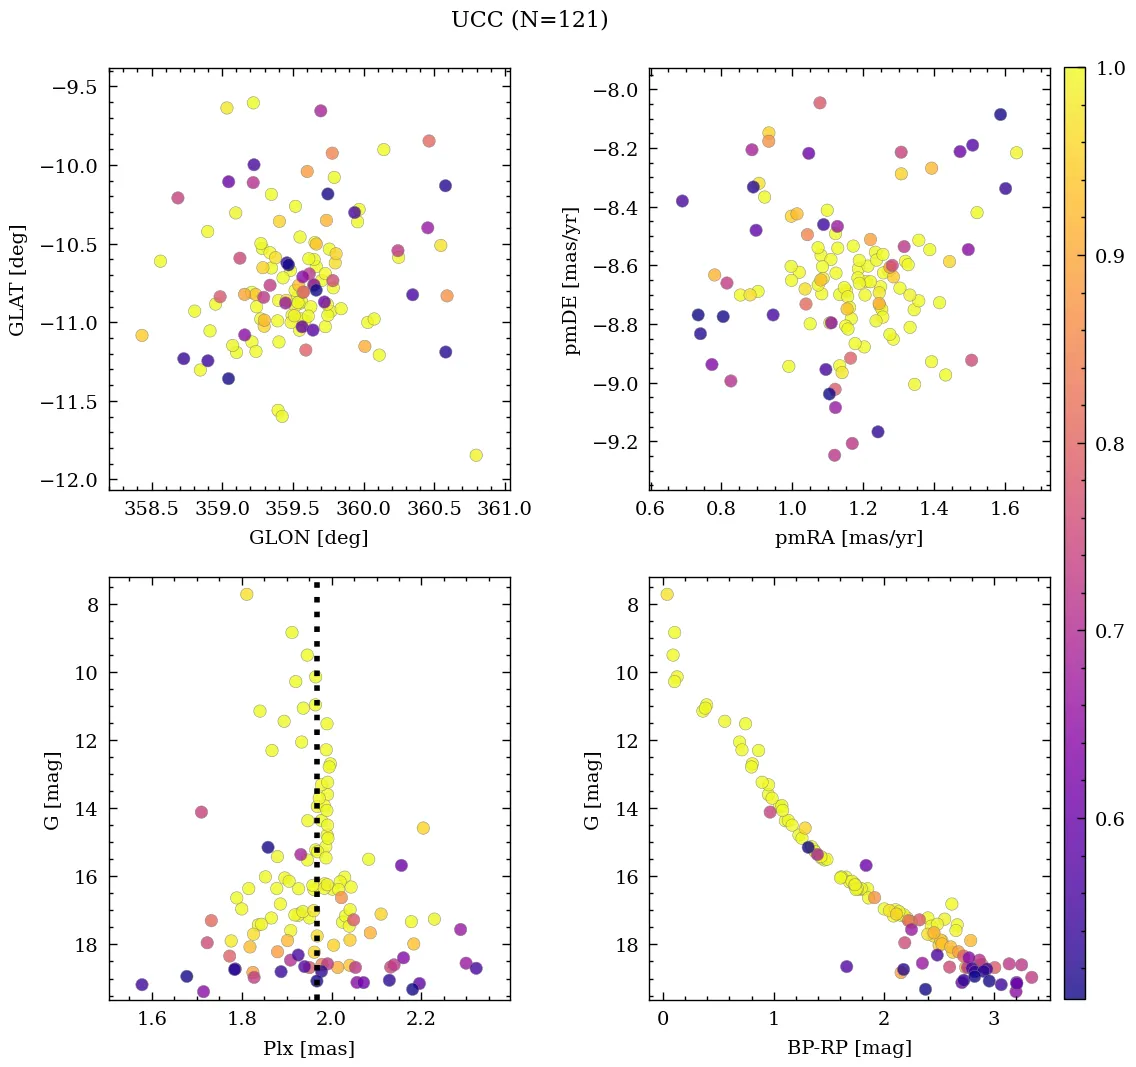 UCC (N=121)
−9.5
−10.0
−10.5
−11.0
−11.5
−12.0
GLAT [deg]
358.5 359.0 359.5 360.0 360.5 361.0
GLON [deg]
−8.0
−8.2
−8.4
−8.6
−8.8
−9.0
−9.2
pmDE [mas/yr]
0.6 0.8 1.0 1.2 1.4 1.6
pmRA [mas/yr]
1.0
0.9
0.8
0.7
0.6
8
10
12
14
16
18
G [mag]
1.6 1.8 2.0 2.2
Plx [mas]
8
10
12
14
16
18
G [mag]
0 1 2 3
BP-RP [mag]